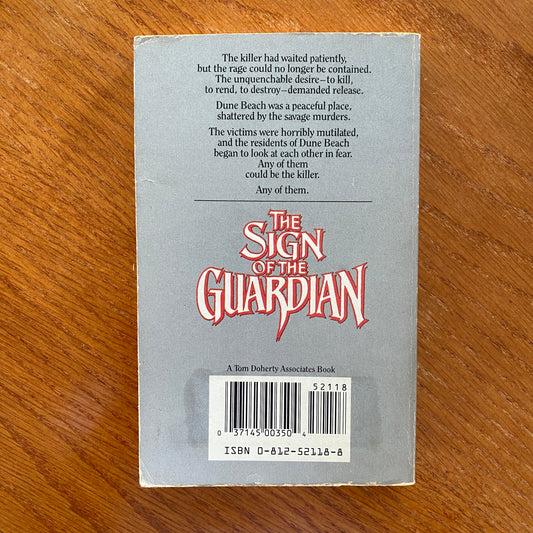 The killer had waited patiently,
but the rage could no longer be contained.
The unquenchable desire—to kill,
to rend, to destroy—demanded release.
Dune Beach was a peaceful place,
shattered by the savage murders.
The victims were horribly mutilated,
and the residents of Dune Beach
began to look at each other in fear.
Any of them
could be the killer.
Any of them.
THE
SIGN
OF THE
GUARDIAN
A Tom Doherty Associates Book
52118
0 37145 00350 4
ISBN 0-812-52118-8